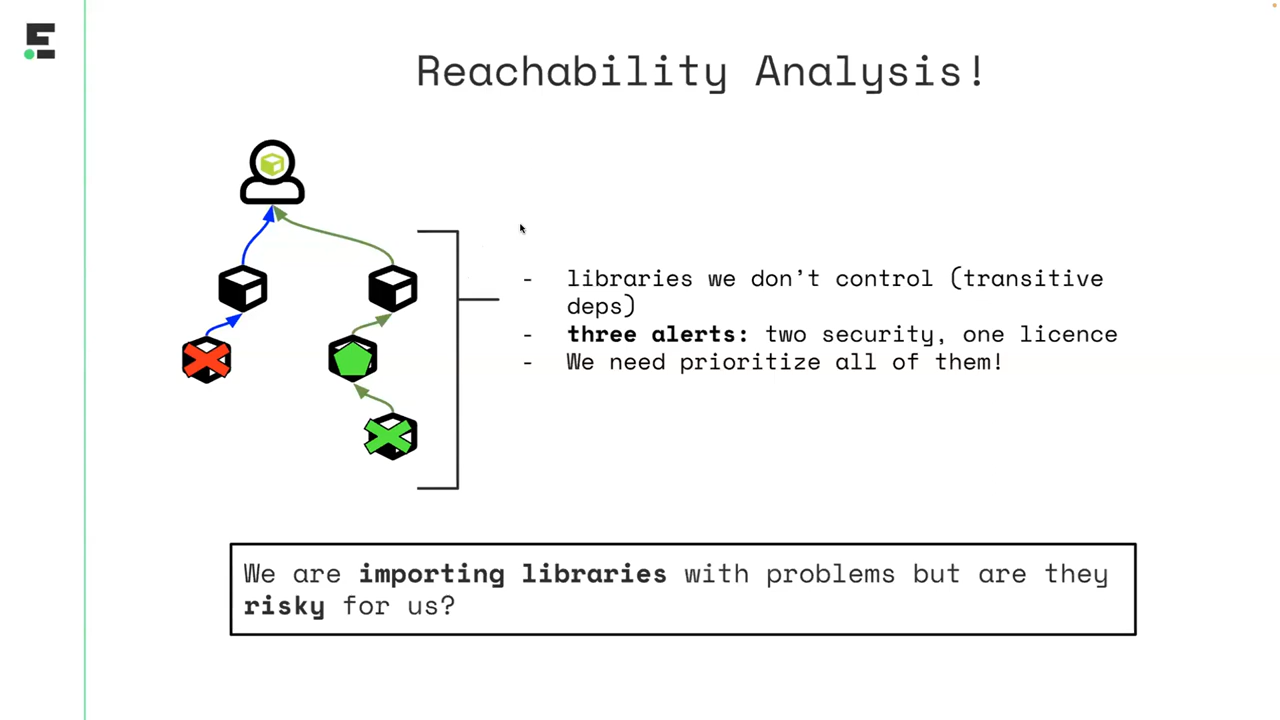 Reachability Analysis!
- libraries we don’t control (transitive
deps)
- three alerts: two security, one licence
- We need prioritize all of them!
We are importing libraries with problems but are they
risky for us?